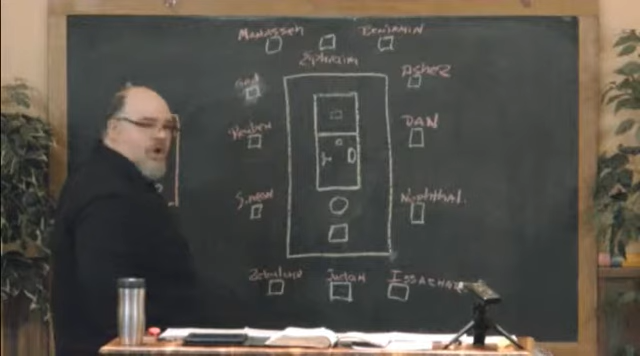 Manasseh Benjamin
Ephraim
Gad Asher
Reuben DAN
Simeon Naphthal.
Zebulun Judah ISSACHAR